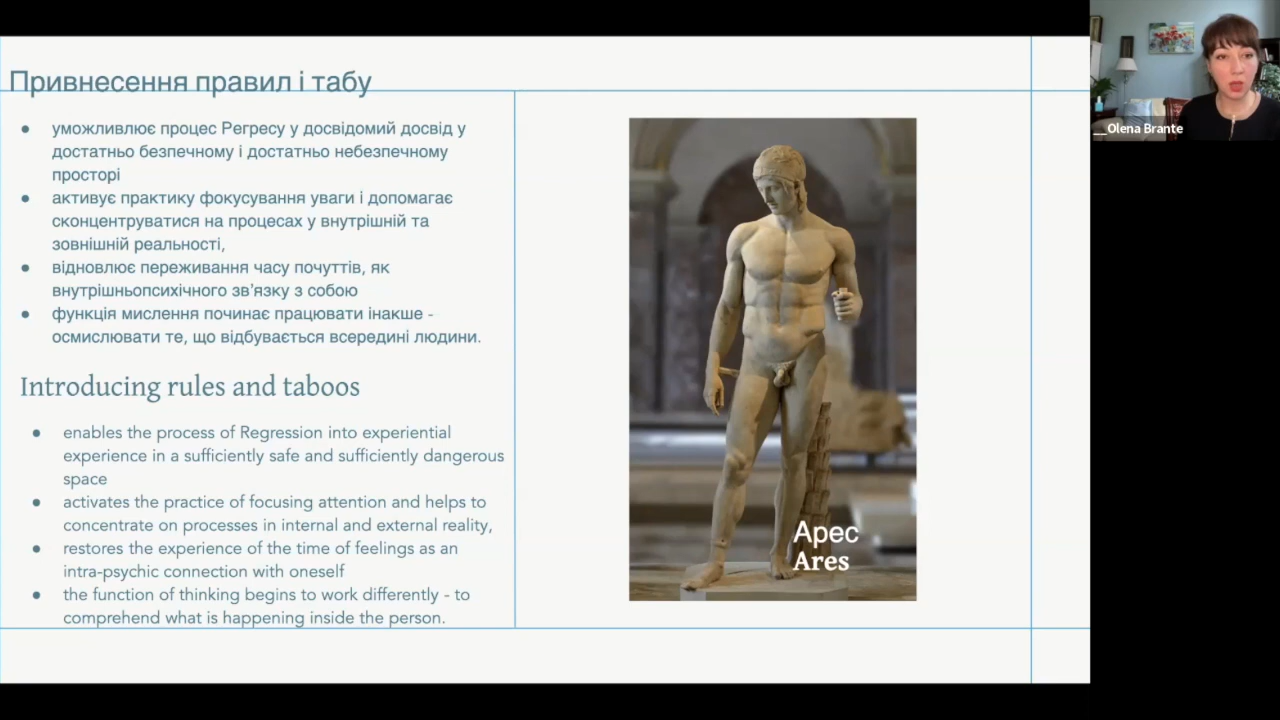 Привнесення правил і табу
● уможливлює процес Регресу у досвідомий досвід у
достатньо безпечному і достатньо небезпечному
просторі
● активує практику фокусування уваги і допомагає
сконцентруватися на процесах у внутрішній та
зовнішній реальності,
● відновлює переживання часу почуттів, як
внутрішньопсихічного зв'язку з собою
● функція мислення починає працювати інакше -
осмислювати те, що відбувається всередині людини.
Introducing rules and taboos
● enables the process of Regression into experiential
experience in a sufficiently safe and sufficiently dangerous
space
● activates the practice of focusing attention and helps to
concentrate on processes in internal and external reality,
● restores the experience of the time of feelings as an
intra-psychic connection with oneself
● the function of thinking begins to work differently - to
comprehend what is happening inside the person.
Арес
Ares
__Olena Brante